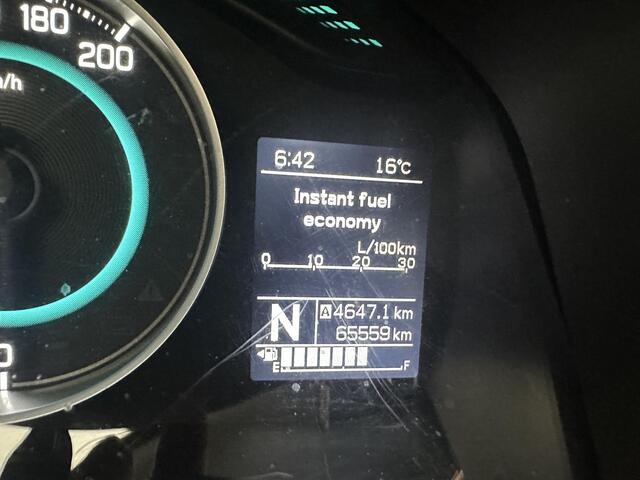 180
200
6:42 16°C
Instant fuel
economy
L/100km
0 10 20 30
N
A 4647.1 km
65559 km
E F